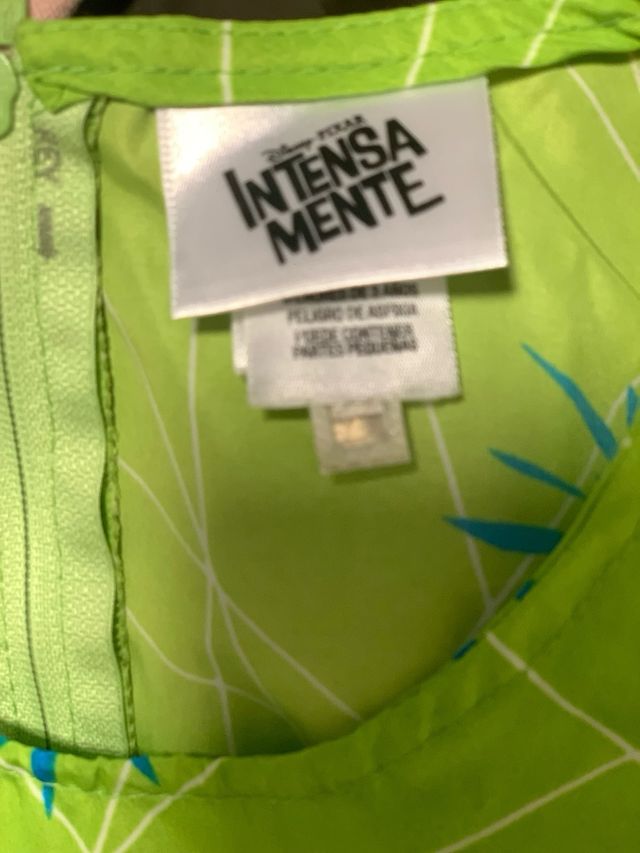 Disney PIXAR
INTENSA
MENTE
PELIGRO DE ASFIXIA
PUEDE CONTENER
PARTES PEQUEÑAS